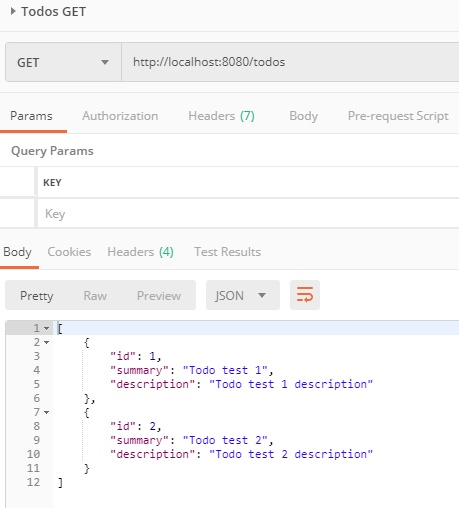 Todos GET
GET http://localhost:8080/todos
Params Authorization Headers (7) Body Pre-request Script
Query Params
KEY
Key
Body Cookies Headers (4) Test Results
Pretty Raw Preview JSON
1 [
2 {
3 "id": 1,
4 "summary": "Todo test 1",
5 "description": "Todo test 1 description"
6 },
7 {
8 "id": 2,
9 "summary": "Todo test 2",
10 "description": "Todo test 2 description"
11 }
12 ]